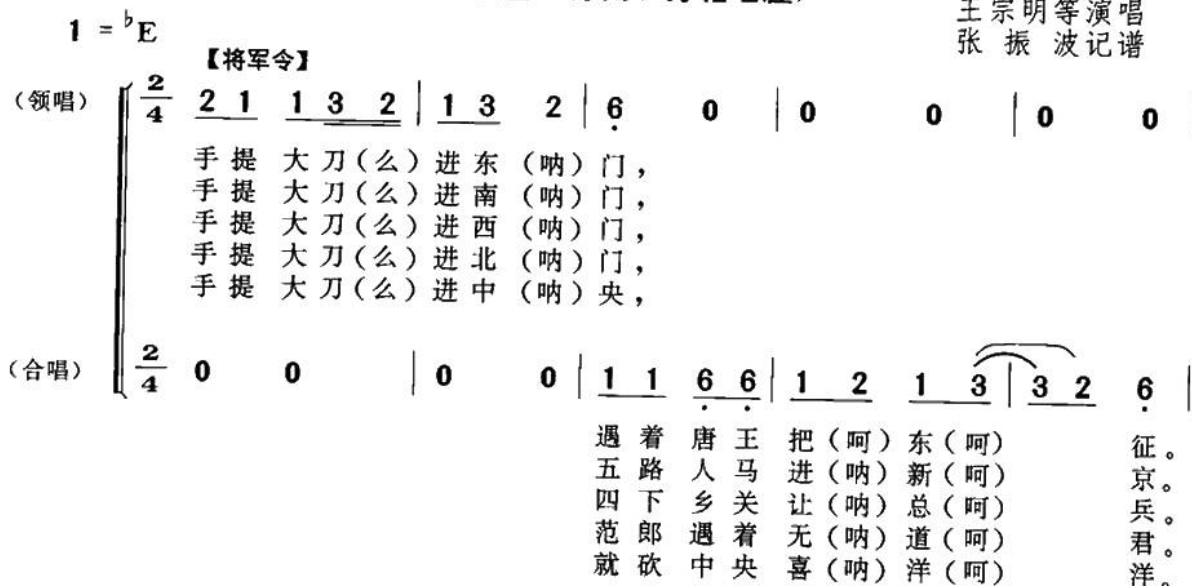 1 = ♭E
王宗明等演唱
张 振 波记谱
【将军令】
(领唱) 2/4 2 1 1 3 2 | 1 3 2 | 6 0 | 0 0 | 0 0
手提 大刀(么)进东(呐)门,
手提 大刀(么)进南(呐)门,
手提 大刀(么)进西(呐)门,
手提 大刀(么)进北(呐)门,
手提 大刀(么)进中(呐)央,
(合唱) 2/4 0 0 | 0 0 | 1 1 6 6 | 1 2 1 3 | 3 2 6 |
遇着唐王把(呵)东(呵) 征。
五路人马进(呐)新(呵) 京。
四下乡关让(呐)总(呵) 兵。
范郎遇着无(呐)道(呵) 君。
就砍中央喜(呐)洋(呵) 洋。